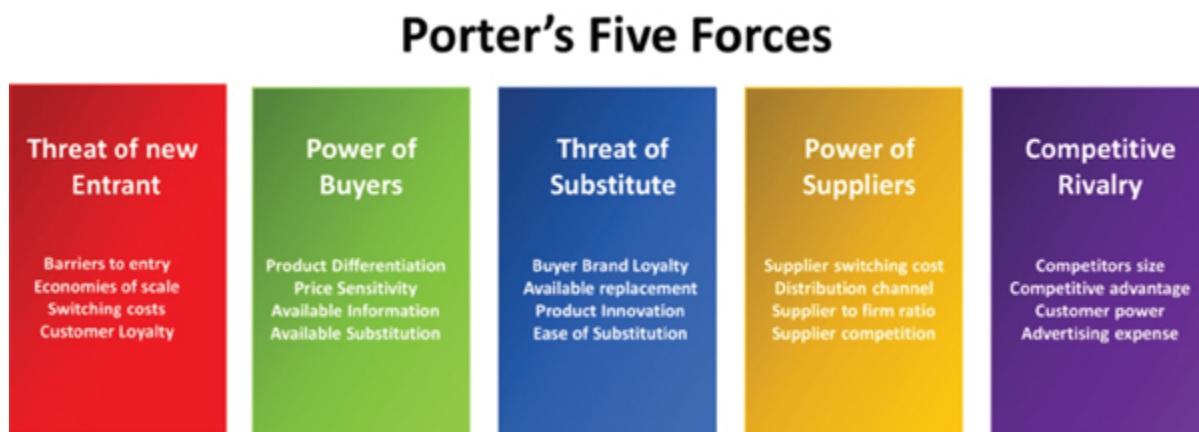 Porter's Five Forces
Threat of new
Entrant
Barriers to entry
Economies of scale
Switching costs
Customer Loyalty
Power of
Buyers
Product Differentiation
Price Sensitivity
Available Information
Available Substitution
Threat of
Substitute
Buyer Brand Loyalty
Available replacement
Product Innovation
Ease of Substitution
Power of
Suppliers
Supplier switching cost
Distribution channel
Supplier to firm ratio
Supplier competition
Competitive
Rivalry
Competitors size
Competitive advantage
Customer power
Advertising expense